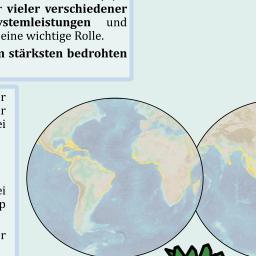 r vieler verschiedener
ystemleistungen und
eine wichtige Rolle.
n stärksten bedrohten
r
r
ei
ei
p
r